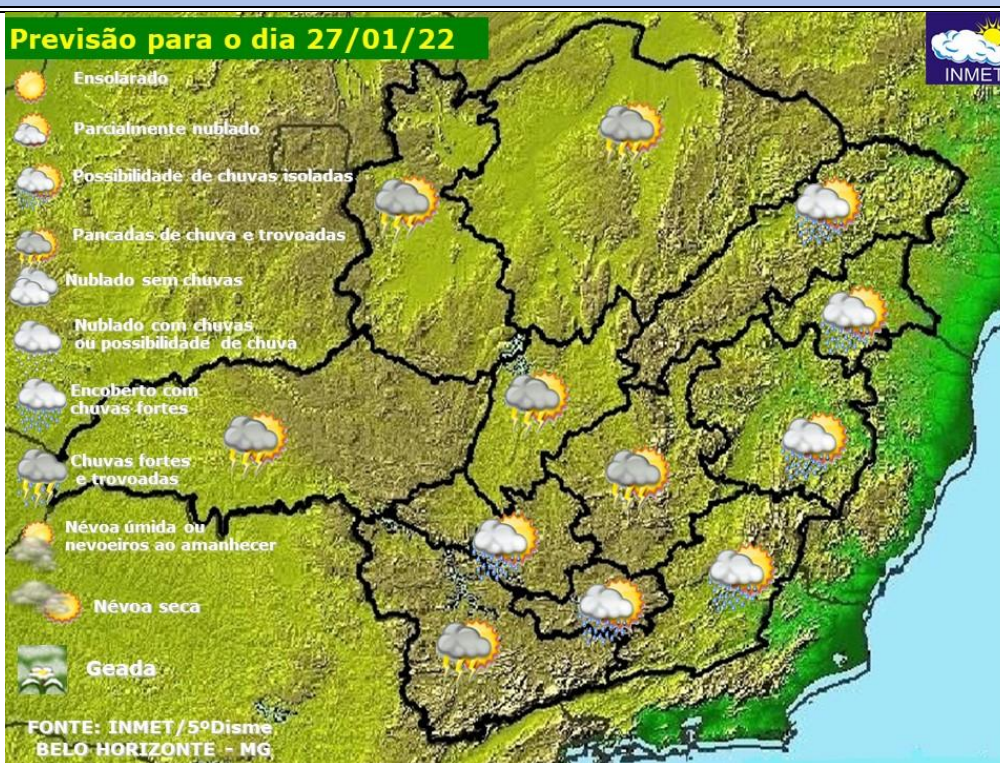 Previsão para o dia 27/01/22
INMET
Ensolarado
Parcialmente nublado
Possibilidade de chuvas isoladas
Pancadas de chuva e trovoadas
Nublado sem chuvas
Nublado com chuvas
ou possibilidade de chuva
Encoberto com
chuvas fortes
Chuvas fortes
e trovoadas
Névoa úmida ou
nevoeiros ao amanhecer
Névoa seca
Geada
FONTE: INMET/5ºDisme
BELO HORIZONTE - MG